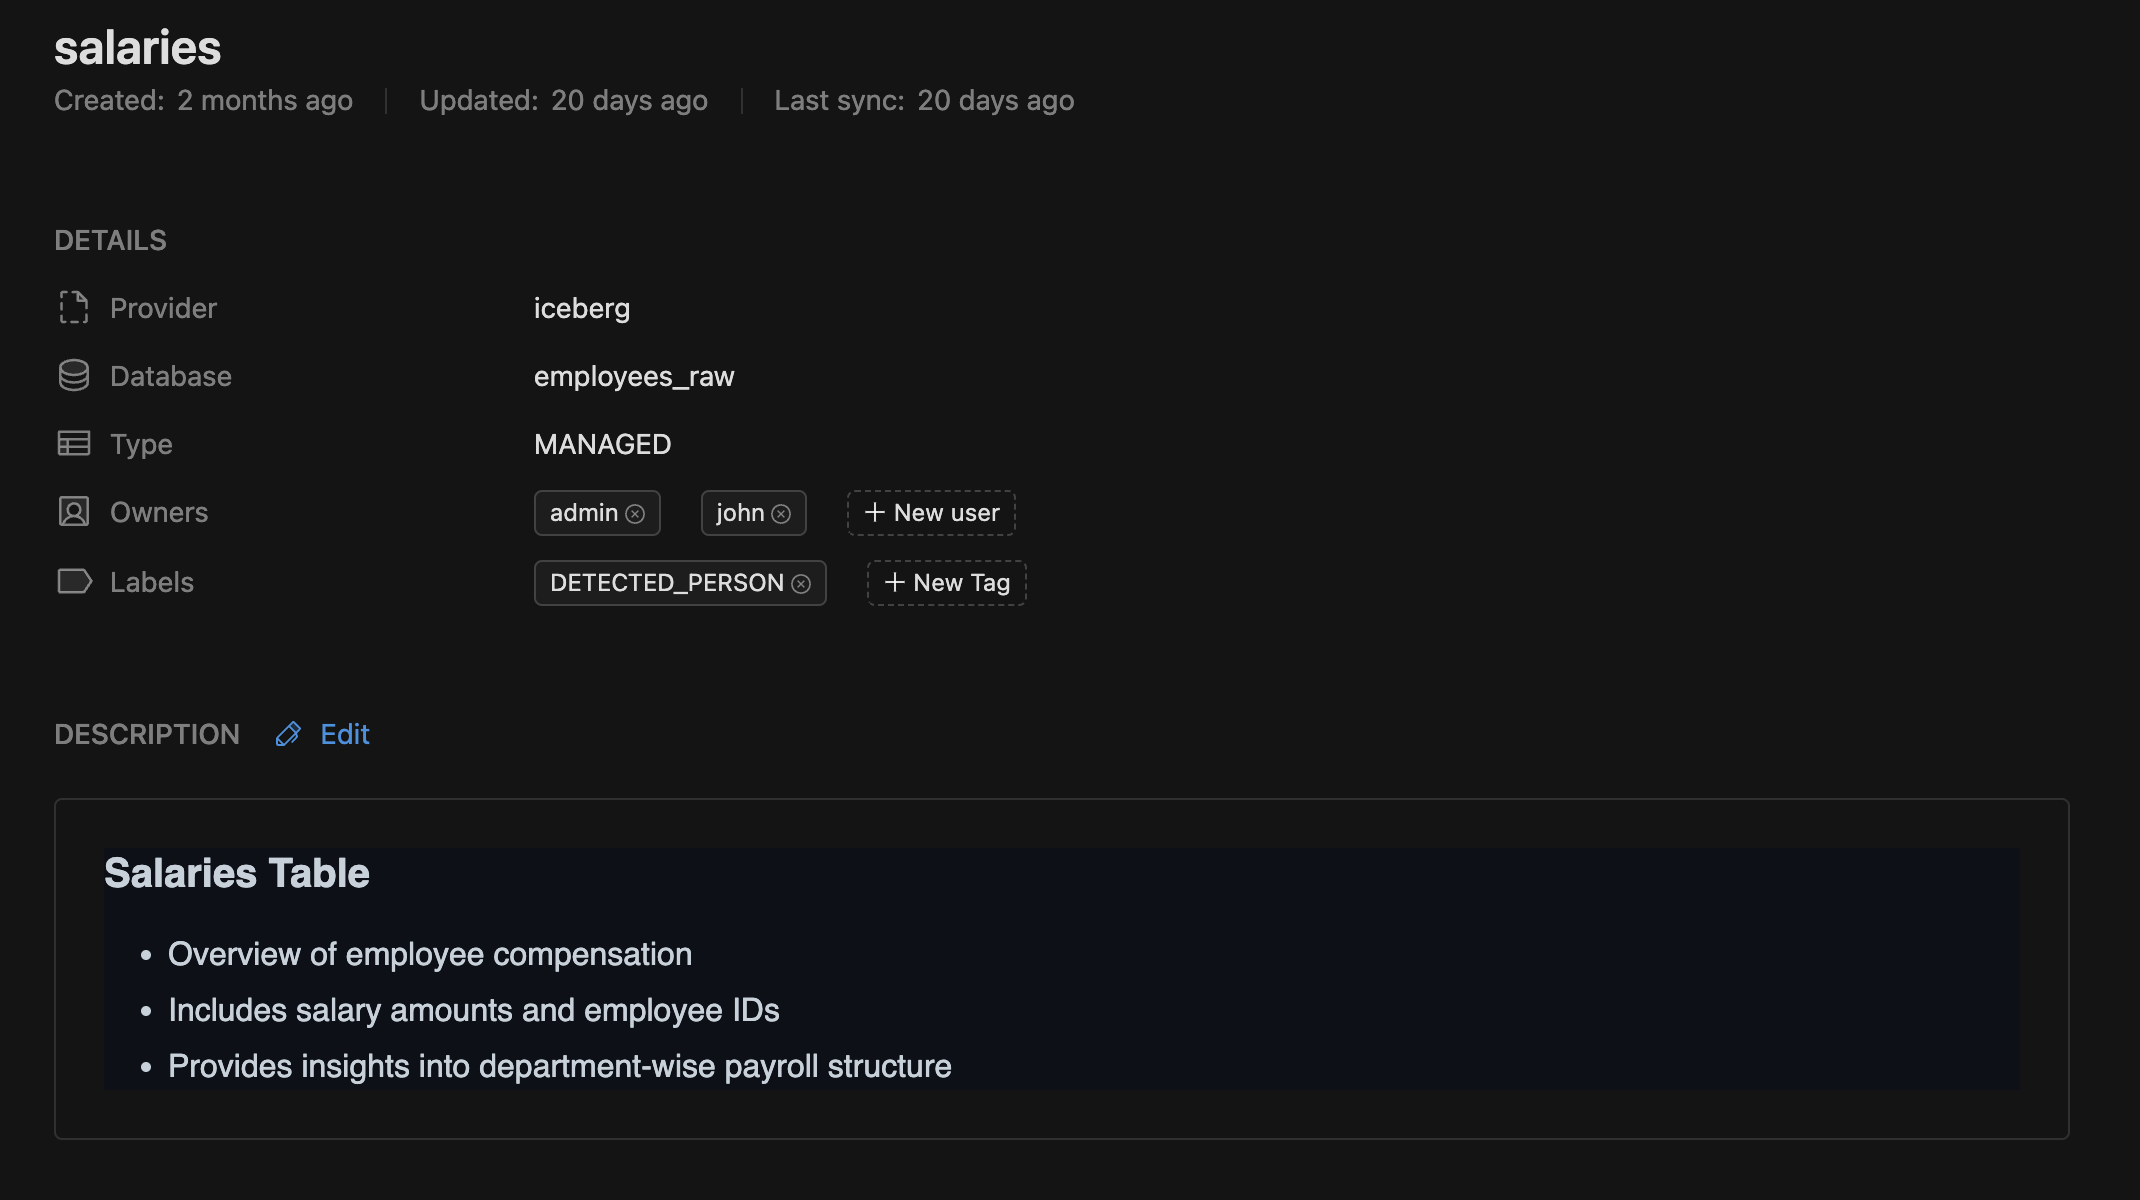 salaries
Created: 2 months ago Updated: 20 days ago Last sync: 20 days ago
DETAILS
Provider iceberg
Database employees_raw
Type MANAGED
Owners admin john + New user
Labels DETECTED_PERSON + New Tag
DESCRIPTION Edit
Salaries Table
• Overview of employee compensation
• Includes salary amounts and employee IDs
• Provides insights into department-wise payroll structure